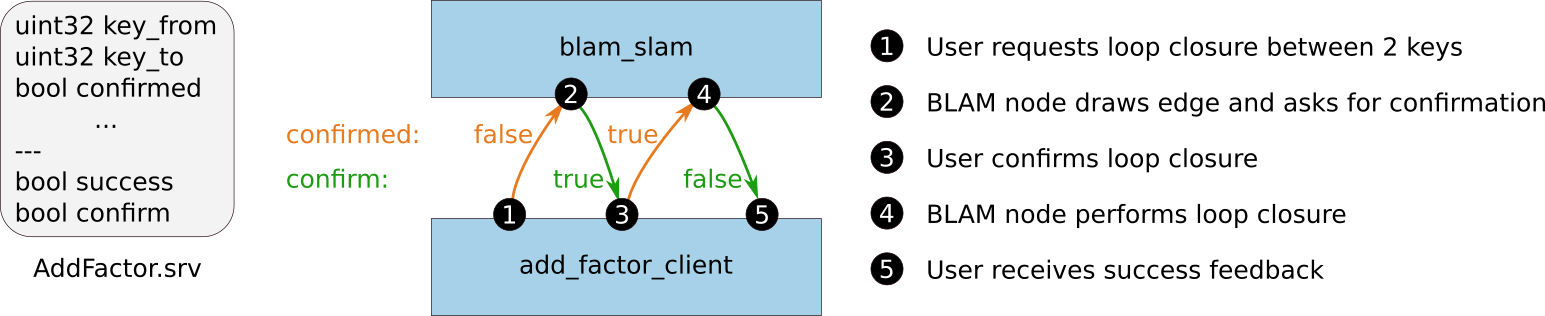 uint32 key_from
uint32 key_to
bool confirmed
...
---
bool success
bool confirm
AddFactor.srv
blam_slam
2 4
confirmed: false true
confirm: true false
1 3 5
add_factor_client
1 User requests loop closure between 2 keys
2 BLAM node draws edge and asks for confirmation
3 User confirms loop closure
4 BLAM node performs loop closure
5 User receives success feedback